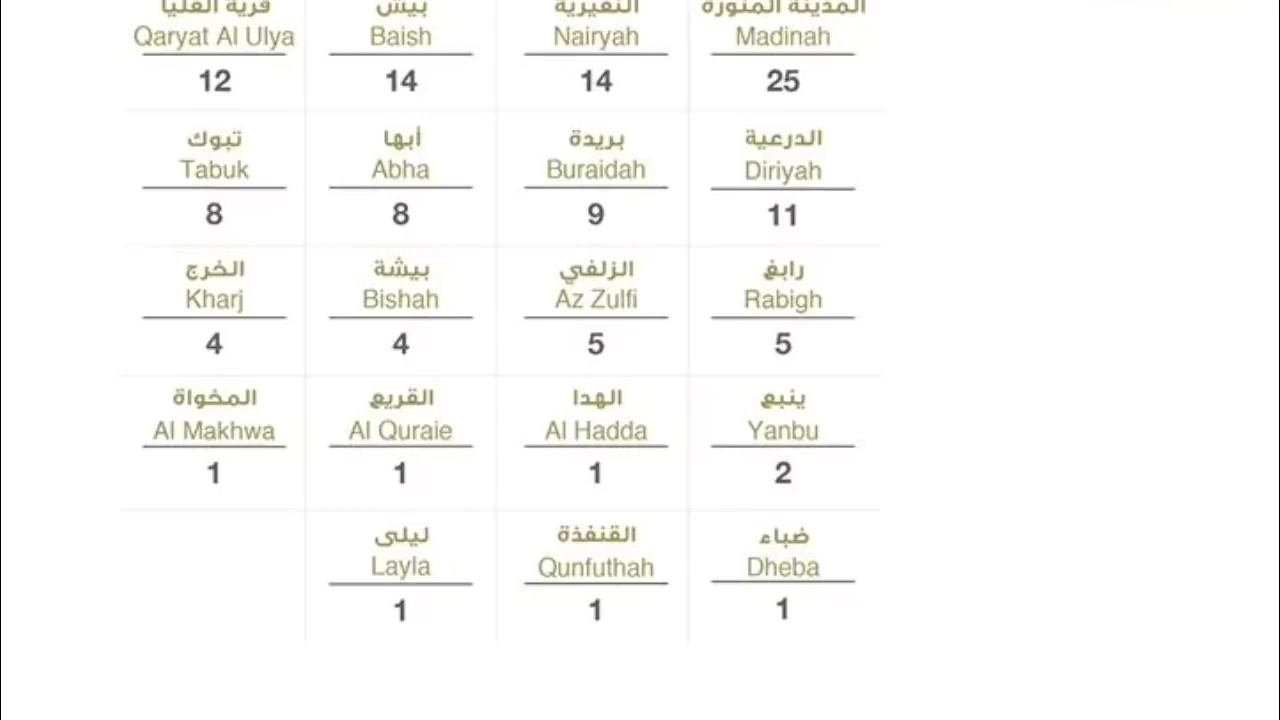 المدينة المنورة
Madinah
25
النعيرية
Nairyah
14
بيش
Baish
14
قرية العليا
Qaryat Al Ulya
12
الدرعية
Diriyah
11
بريدة
Buraidah
9
أبها
Abha
8
تبوك
Tabuk
8
رابغ
Rabigh
5
الزلفي
Az Zulfi
5
بيشة
Bishah
4
الخرج
Kharj
4
ينبع
Yanbu
2
الهدا
Al Hadda
1
القريع
Al Quraie
1
المخواة
Al Makhwa
1
ضباء
Dheba
1
القنفذة
Qunfuthah
1
ليلى
Layla
1